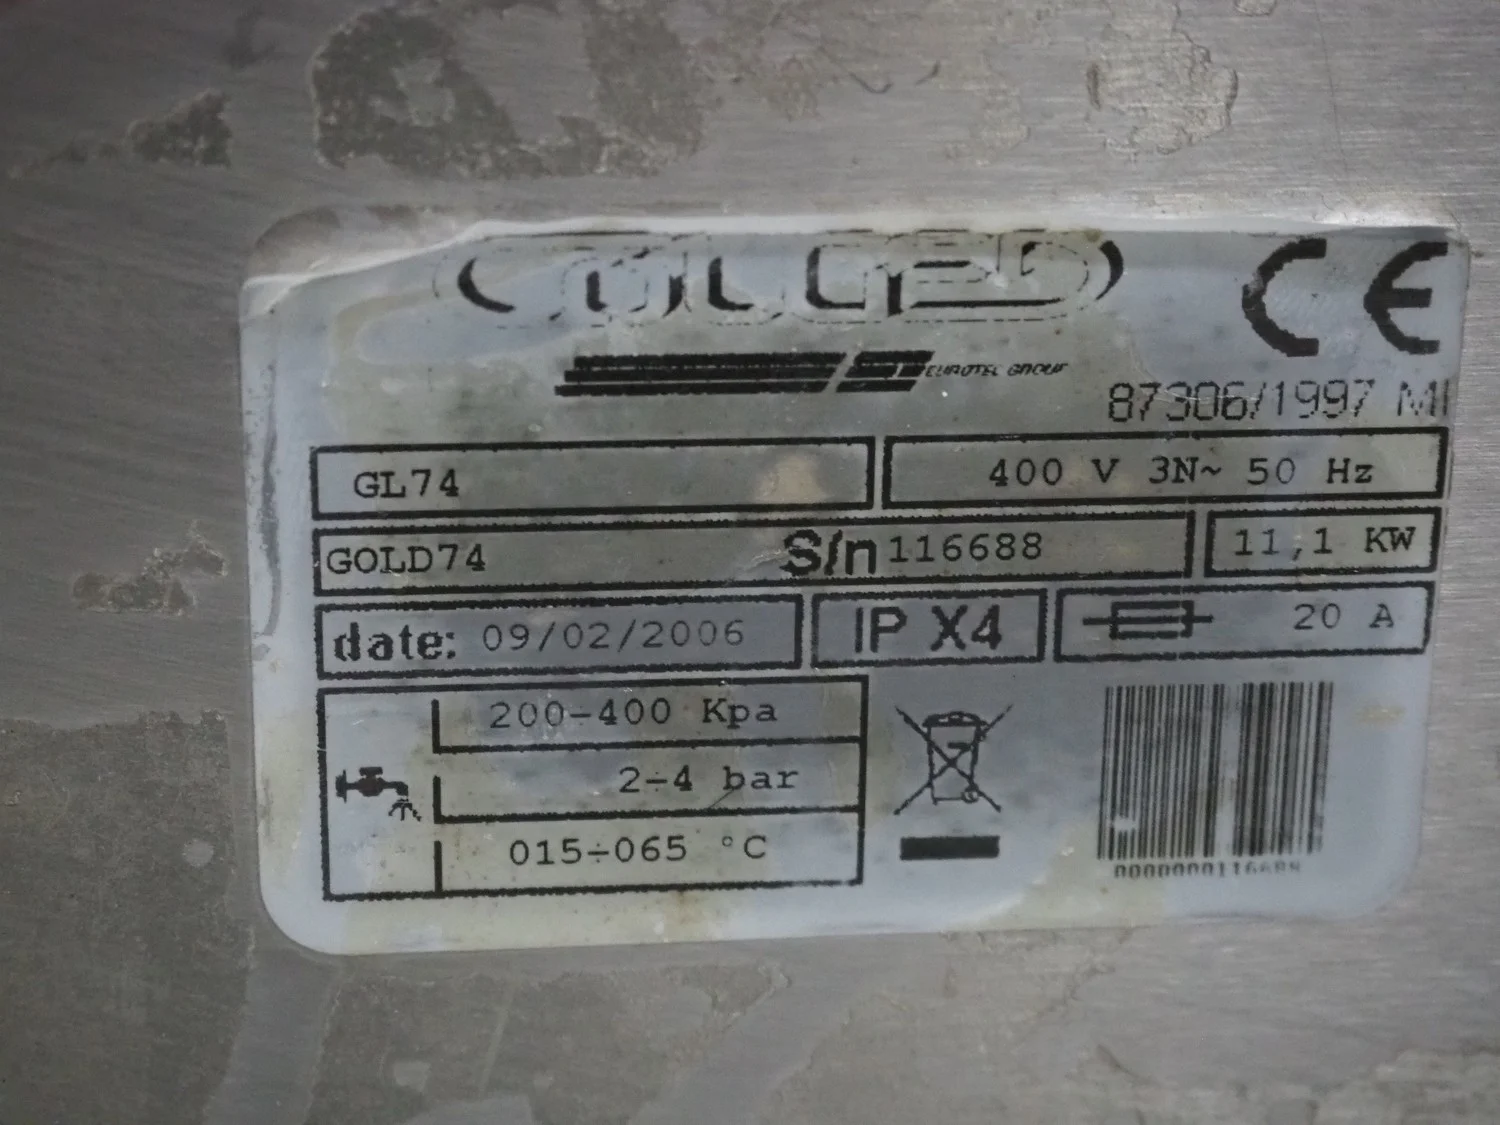 CE
EUROTEL GROUP
87306/1997 MI
GL74
400 V 3N~ 50 Hz
GOLD74 S/n 116688
11,1 KW
date: 09/02/2006
IP X4
20 A
200÷400 Kpa
2÷4 bar
015÷065 °C
0000000116688